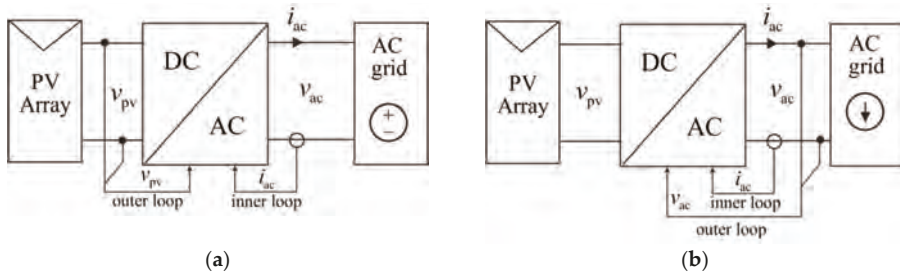 i_ac
PV
Array
v_pv
DC
AC
v_ac
AC
grid
+
−
v_pv
i_ac
outer loop
inner loop
(a)
i_ac
PV
Array
v_pv
DC
AC
v_ac
AC
grid
i_ac
inner loop
v_ac
outer loop
(b)